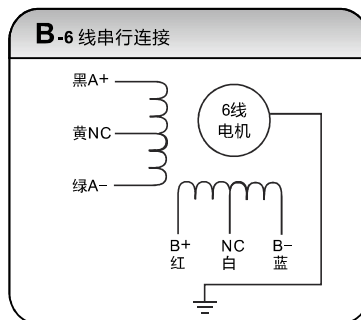 B-6 线串行连接
黑A+
黄NC
绿A-
6线
电机
B+ NC B-
红 白 蓝